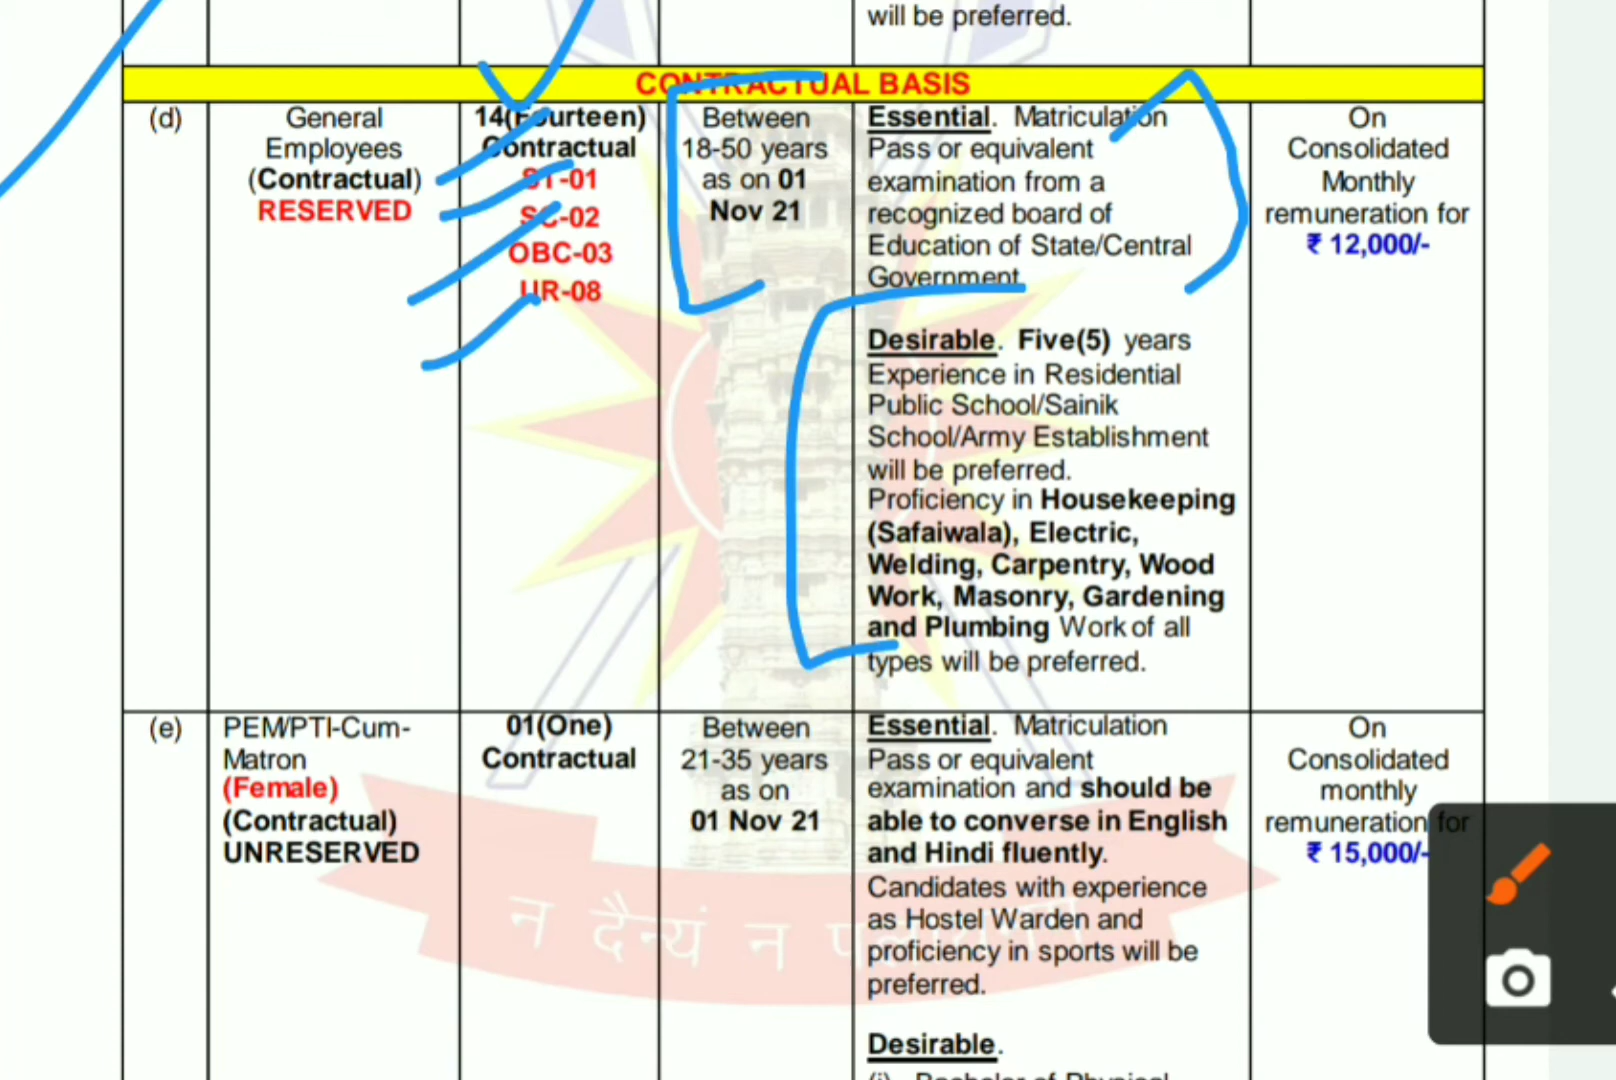 will be preferred.
CONTRACTUAL BASIS
(d)
General
Employees
(Contractual)
RESERVED
14(Fourteen)
Contractual
ST-01
SC-02
OBC-03
UR-08
Between
18-50 years
as on 01
Nov 21
Essential. Matriculation
Pass or equivalent
examination from a
recognized board of
Education of State/Central
Government
Desirable. Five(5) years
Experience in Residential
Public School/Sainik
School/Army Establishment
will be preferred.
Proficiency in Housekeeping
(Safaiwala), Electric,
Welding, Carpentry, Wood
Work, Masonry, Gardening
and Plumbing Work of all
types will be preferred.
On
Consolidated
Monthly
remuneration for
₹ 12,000/-
(e)
PEM/PTI-Cum-
Matron
(Female)
(Contractual)
UNRESERVED
01(One)
Contractual
Between
21-35 years
as on
01 Nov 21
Essential. Matriculation
Pass or equivalent
examination and should be
able to converse in English
and Hindi fluently.
Candidates with experience
as Hostel Warden and
proficiency in sports will be
preferred.
Desirable.
(i) Bachelor of Physical
On
Consolidated
monthly
remuneration for
₹ 15,000/-
न दैन्यं न